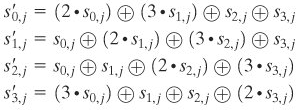 s′₀,ⱼ = (2 • s₀,ⱼ) ⊕ (3 • s₁,ⱼ) ⊕ s₂,ⱼ ⊕ s₃,ⱼ
s′₁,ⱼ = s₀,ⱼ ⊕ (2 • s₁,ⱼ) ⊕ (3 • s₂,ⱼ) ⊕ s₃,ⱼ
s′₂,ⱼ = s₀,ⱼ ⊕ s₁,ⱼ ⊕ (2 • s₂,ⱼ) ⊕ (3 • s₃,ⱼ)
s′₃,ⱼ = (3 • s₀,ⱼ) ⊕ s₁,ⱼ ⊕ s₂,ⱼ ⊕ (2 • s₃,ⱼ)